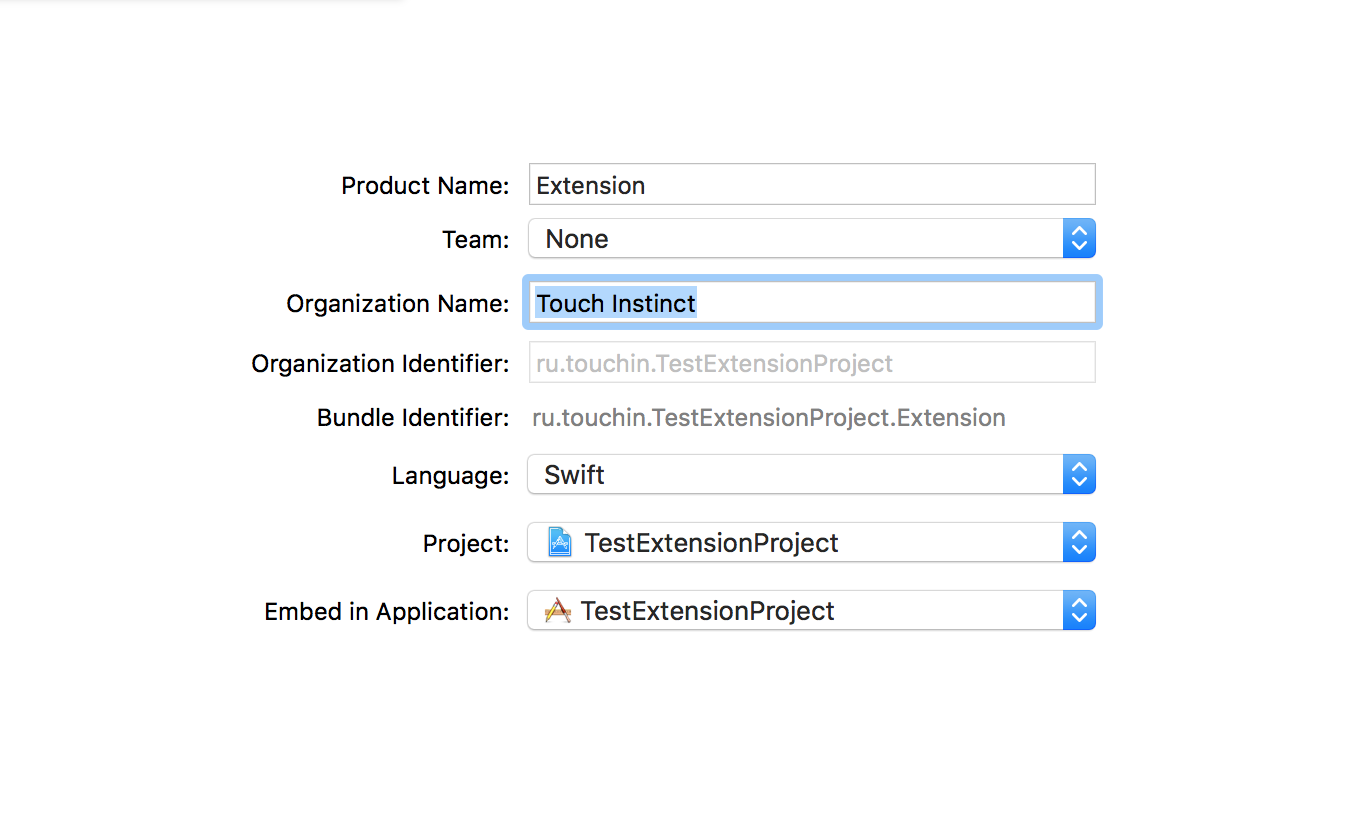 Product Name: Extension
Team: None
Organization Name: Touch Instinct
Organization Identifier: ru.touchin.TestExtensionProject
Bundle Identifier: ru.touchin.TestExtensionProject.Extension
Language: Swift
Project: TestExtensionProject
Embed in Application: TestExtensionProject